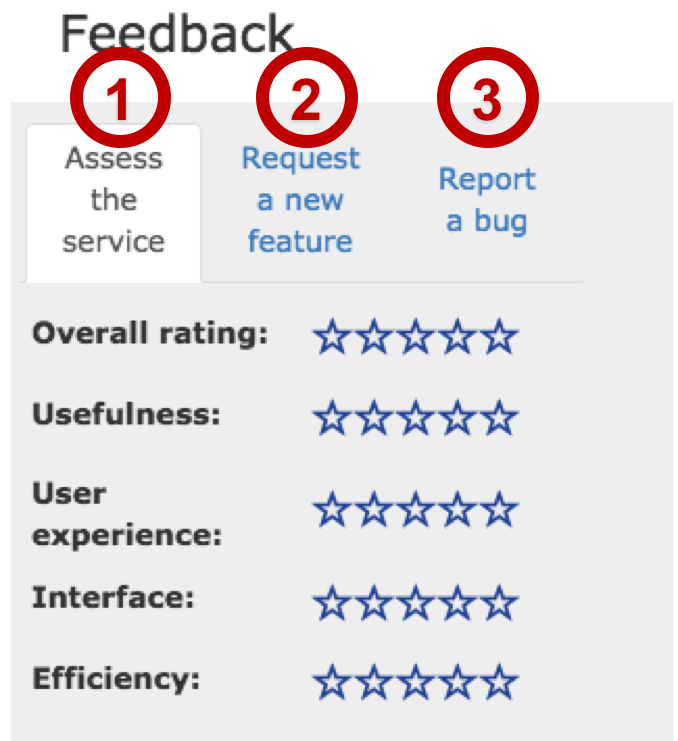 Feedback
1 2 3
Assess
the
service
Request
a new
feature
Report
a bug
Overall rating:
Usefulness:
User
experience:
Interface:
Efficiency: